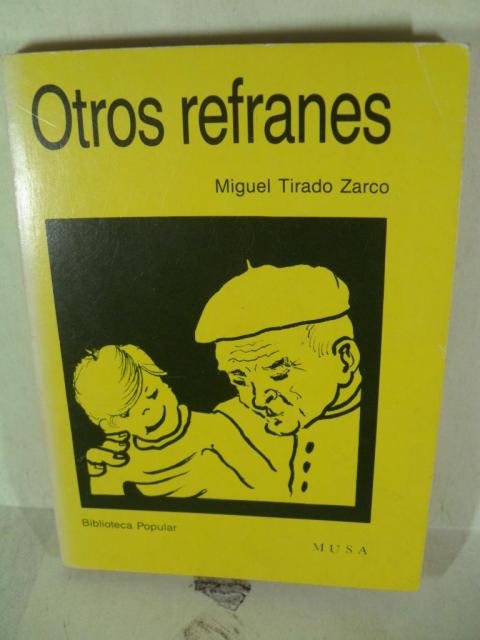 Otros refranes
Miguel Tirado Zarco
Biblioteca Popular
MUSA